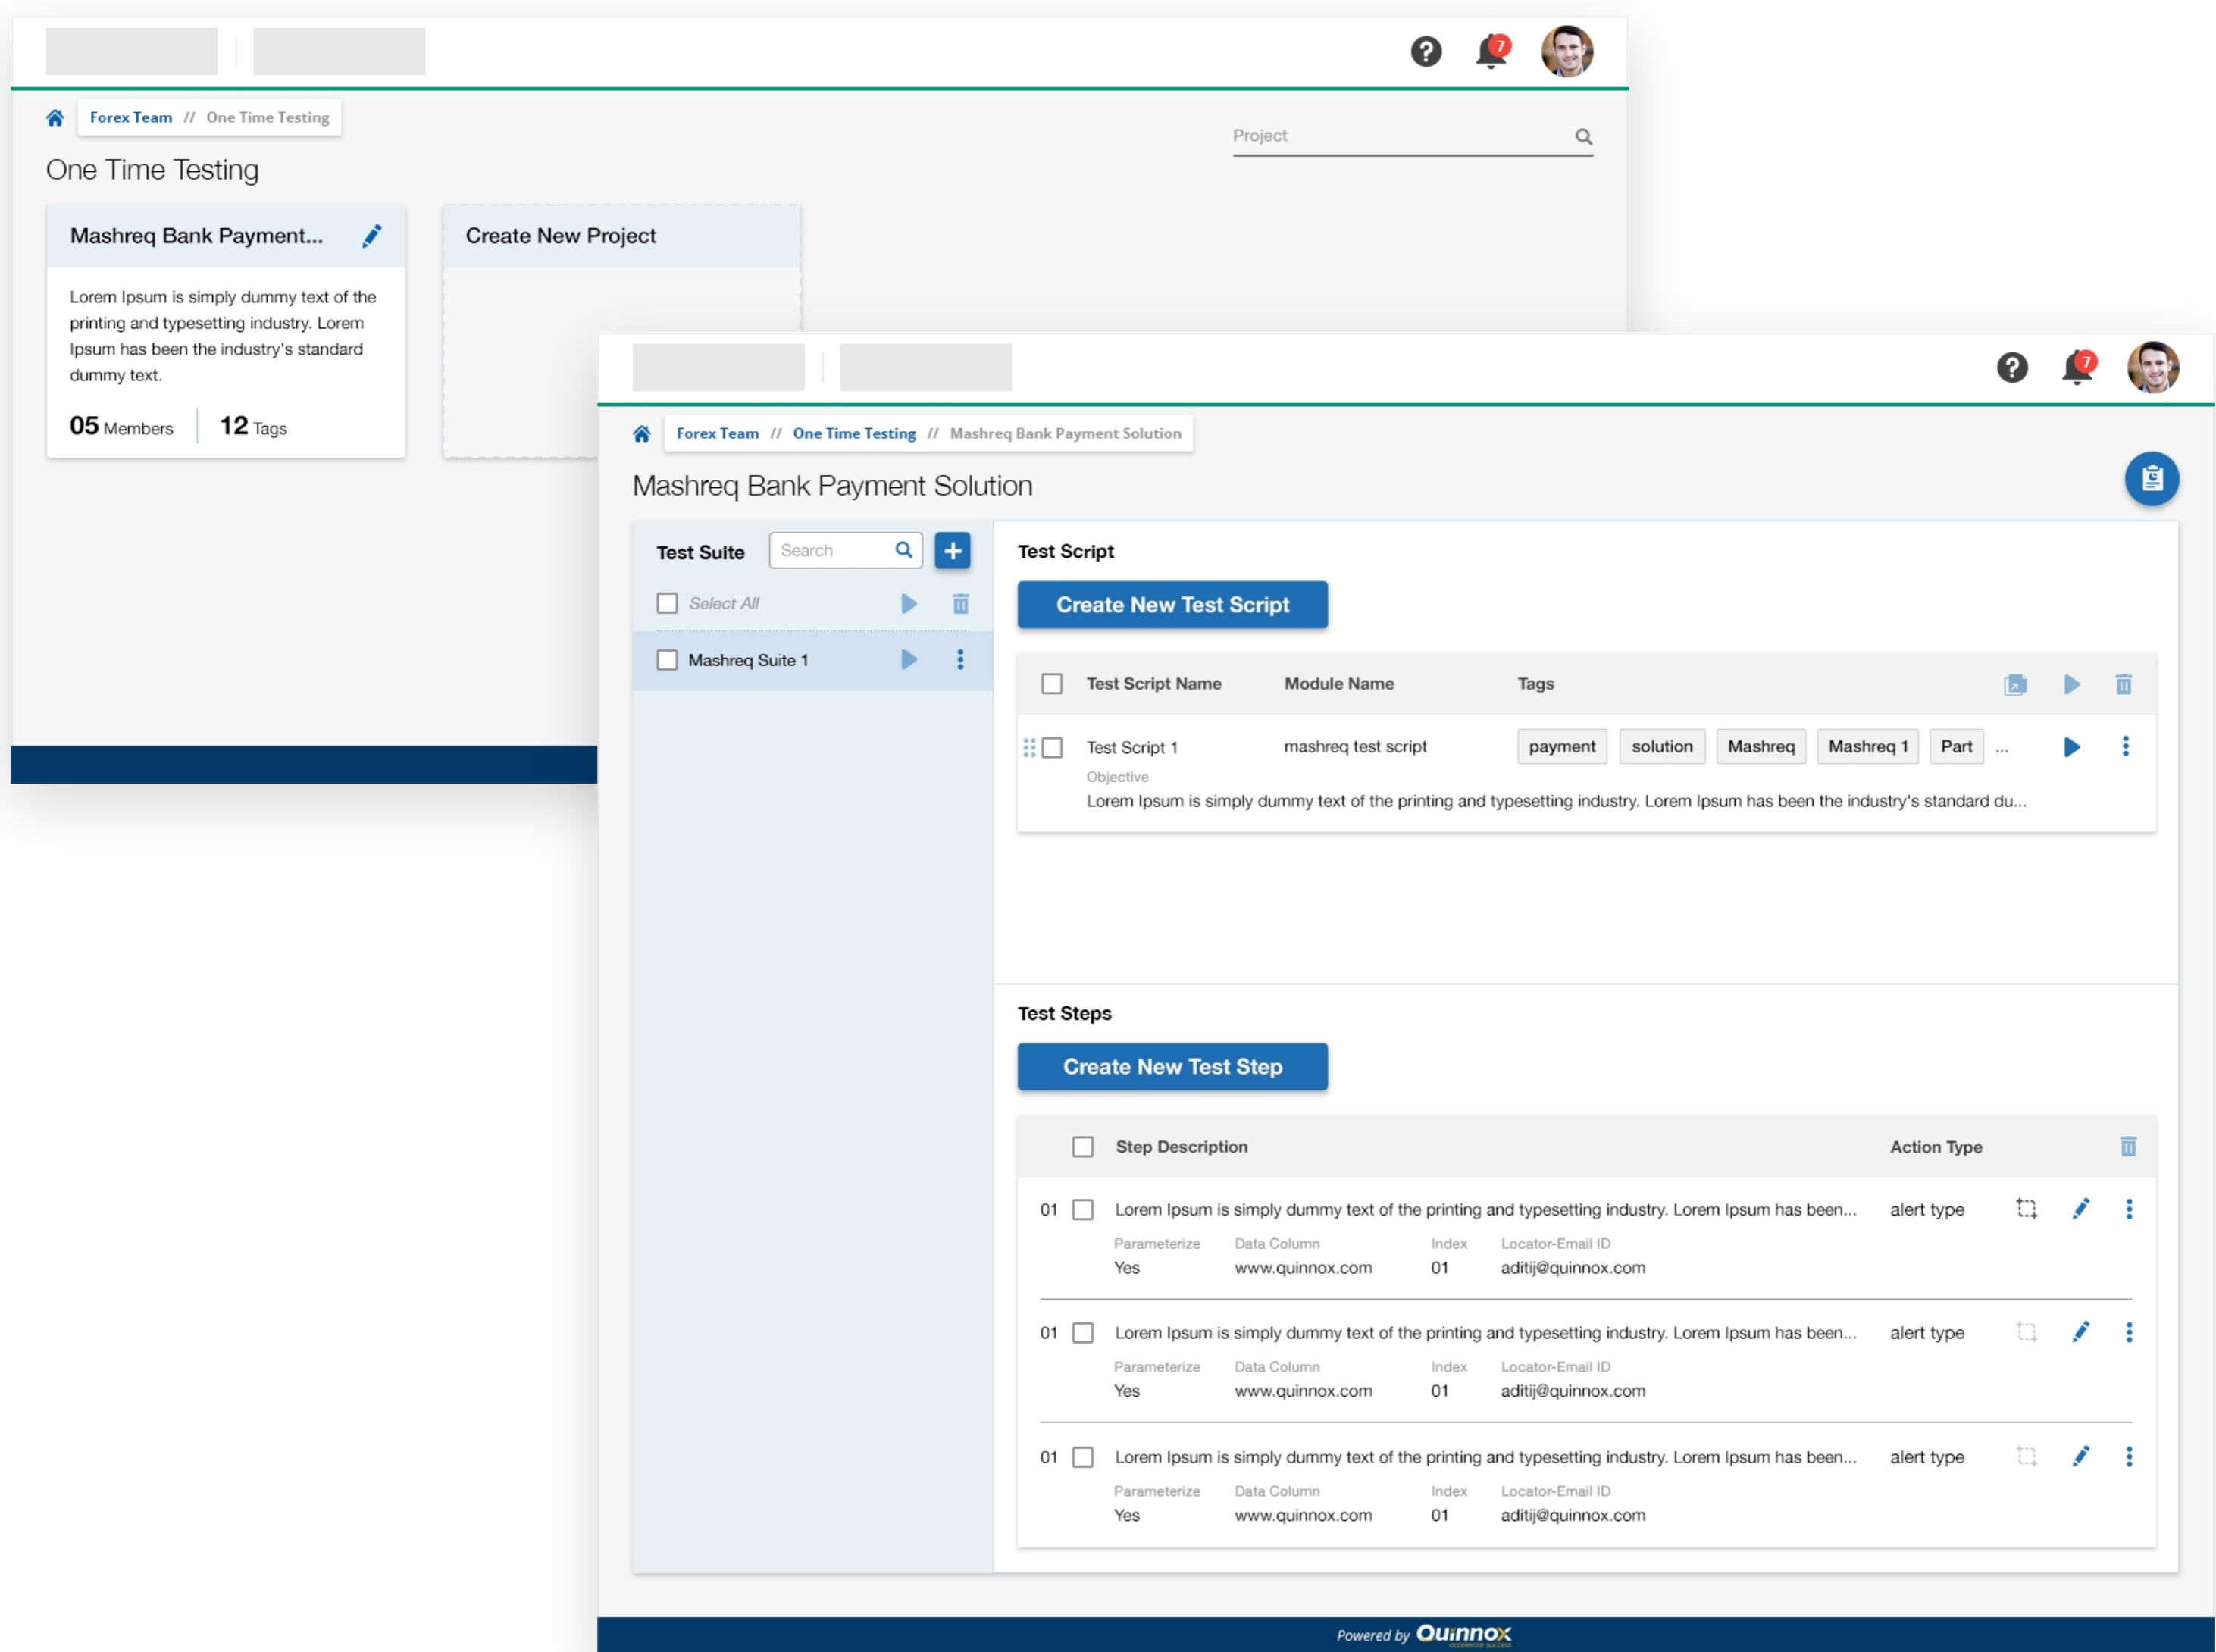 7
Forex Team // One Time Testing
Project
One Time Testing
Mashreq Bank Payment...
Create New Project
Lorem Ipsum is simply dummy text of the
printing and typesetting industry. Lorem
Ipsum has been the industry's standard
dummy text.
05 Members
12 Tags
7
Forex Team // One Time Testing // Mashreq Bank Payment Solution
Mashreq Bank Payment Solution
Test Suite
Search
Select All
Mashreq Suite 1
Test Script
Create New Test Script
Test Script Name Module Name Tags
Test Script 1 mashreq test script payment solution Mashreq Mashreq 1 Part ...
Objective
Lorem Ipsum is simply dummy text of the printing and typesetting industry. Lorem Ipsum has been the industry's standard du...
Test Steps
Create New Test Step
Step Description Action Type
01 Lorem Ipsum is simply dummy text of the printing and typesetting industry. Lorem Ipsum has been... alert type
Parameterize Data Column Index Locator-Email ID
Yes www.quinnox.com 01 aditij@quinnox.com
01 Lorem Ipsum is simply dummy text of the printing and typesetting industry. Lorem Ipsum has been... alert type
Parameterize Data Column Index Locator-Email ID
Yes www.quinnox.com 01 aditij@quinnox.com
01 Lorem Ipsum is simply dummy text of the printing and typesetting industry. Lorem Ipsum has been... alert type
Parameterize Data Column Index Locator-Email ID
Yes www.quinnox.com 01 aditij@quinnox.com
Powered by Quinnox
accelerate success